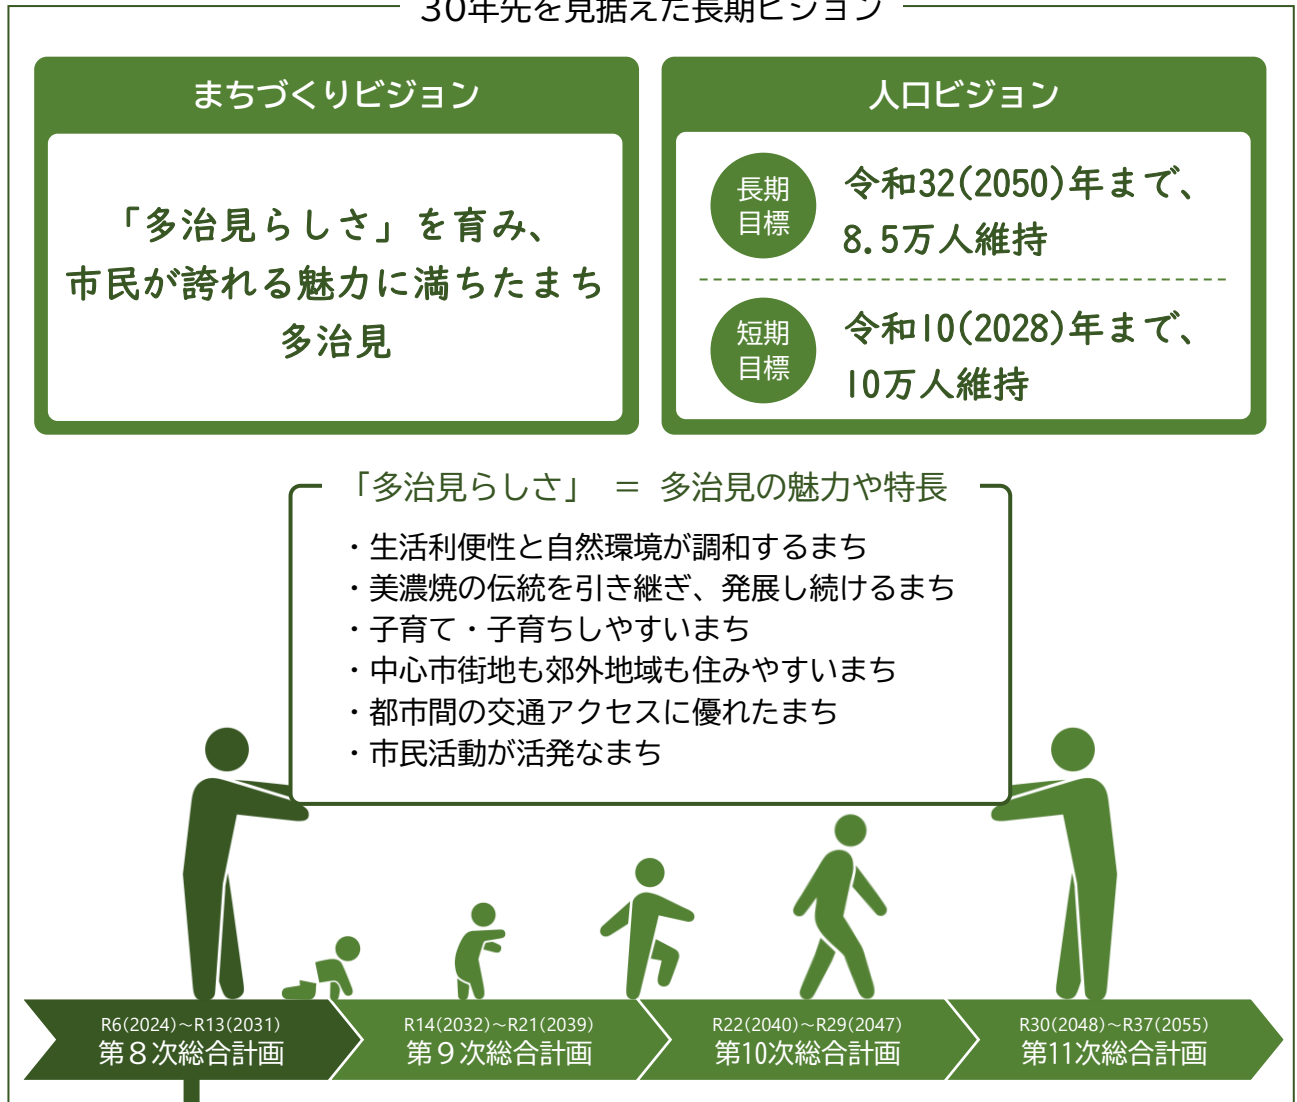 30年先を見据えた長期ビジョン
まちづくりビジョン
「多治見らしさ」を育み、
市民が誇れる魅力に満ちたまち
多治見
人口ビジョン
長期
目標
令和32(2050)年まで、
8.5万人維持
短期
目標
令和10(2028)年まで、
10万人維持
「多治見らしさ」 ＝ 多治見の魅力や特長
・生活利便性と自然環境が調和するまち
・美濃焼の伝統を引き継ぎ、発展し続けるまち
・子育て・子育ちしやすいまち
・中心市街地も郊外地域も住みやすいまち
・都市間の交通アクセスに優れたまち
・市民活動が活発なまち
R6(2024)～R13(2031)
第８次総合計画
R14(2032)～R21(2039)
第９次総合計画
R22(2040)～R29(2047)
第10次総合計画
R30(2048)～R37(2055)
第11次総合計画